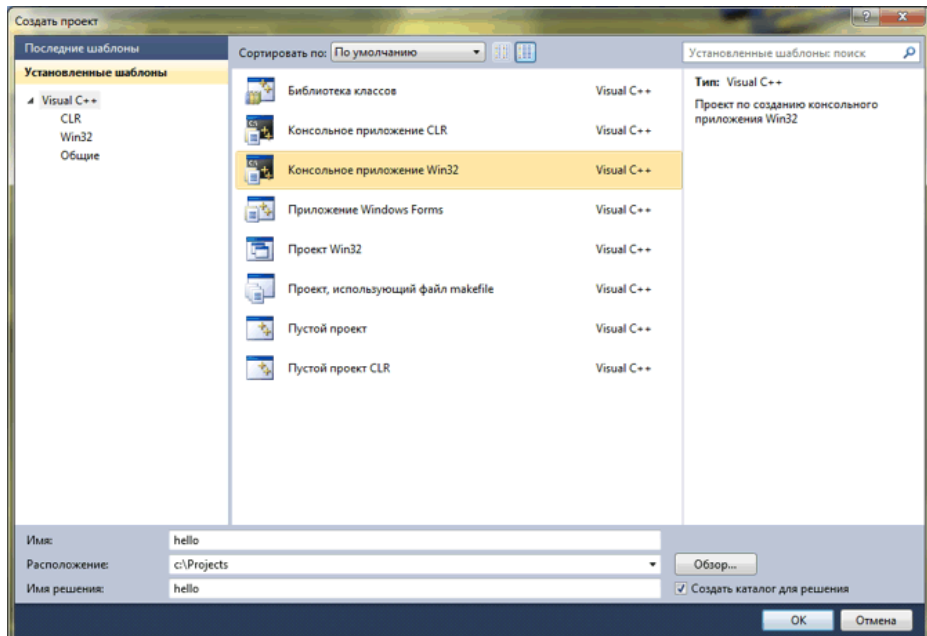 Создать проект
Последние шаблоны
Сортировать по: По умолчанию
Установленные шаблоны: поиск
Установленные шаблоны
Visual C++
CLR
Win32
Общие
Библиотека классов Visual C++
Консольное приложение CLR Visual C++
Консольное приложение Win32 Visual C++
Приложение Windows Forms Visual C++
Проект Win32 Visual C++
Проект, использующий файл makefile Visual C++
Пустой проект Visual C++
Пустой проект CLR Visual C++
Тип: Visual C++
Проект по созданию консольного
приложения Win32
Имя: hello
Расположение: c:\Projects Обзор...
Имя решения: hello Создать каталог для решения
OK Отмена